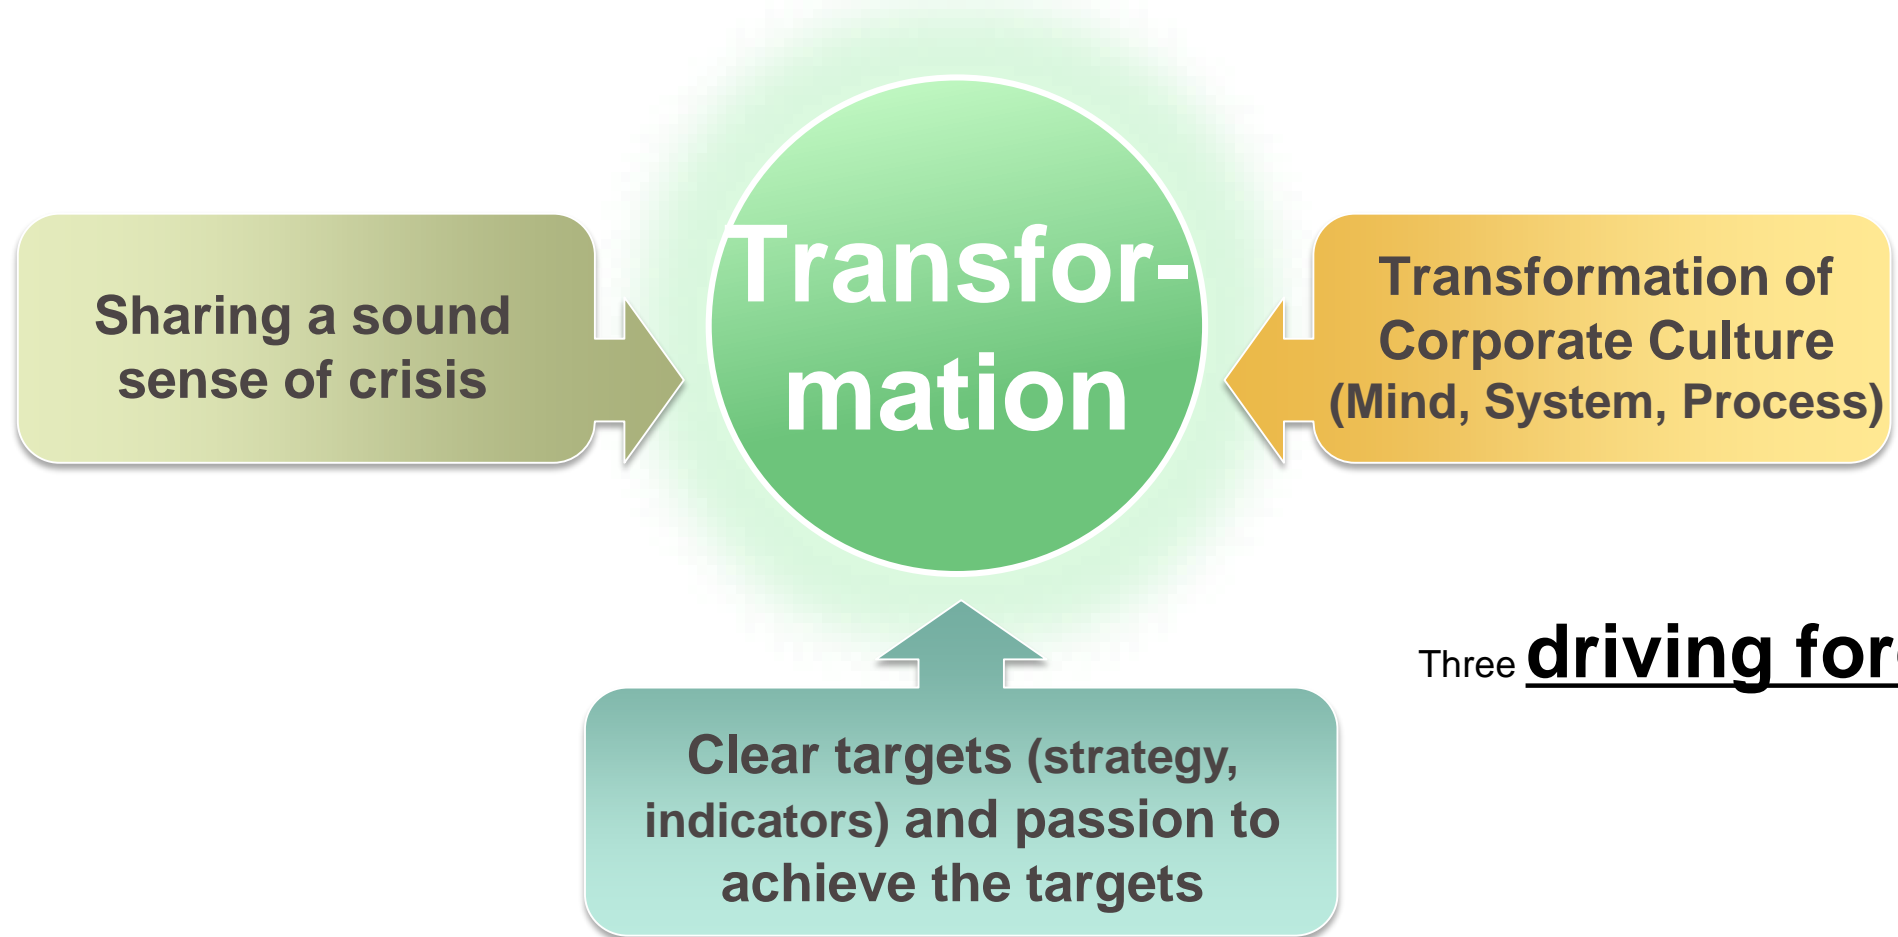 Transfor-
mation
Sharing a sound
sense of crisis
Transformation of
Corporate Culture
(Mind, System, Process)
Three driving
Clear targets (strategy,
indicators) and passion to
achieve the targets